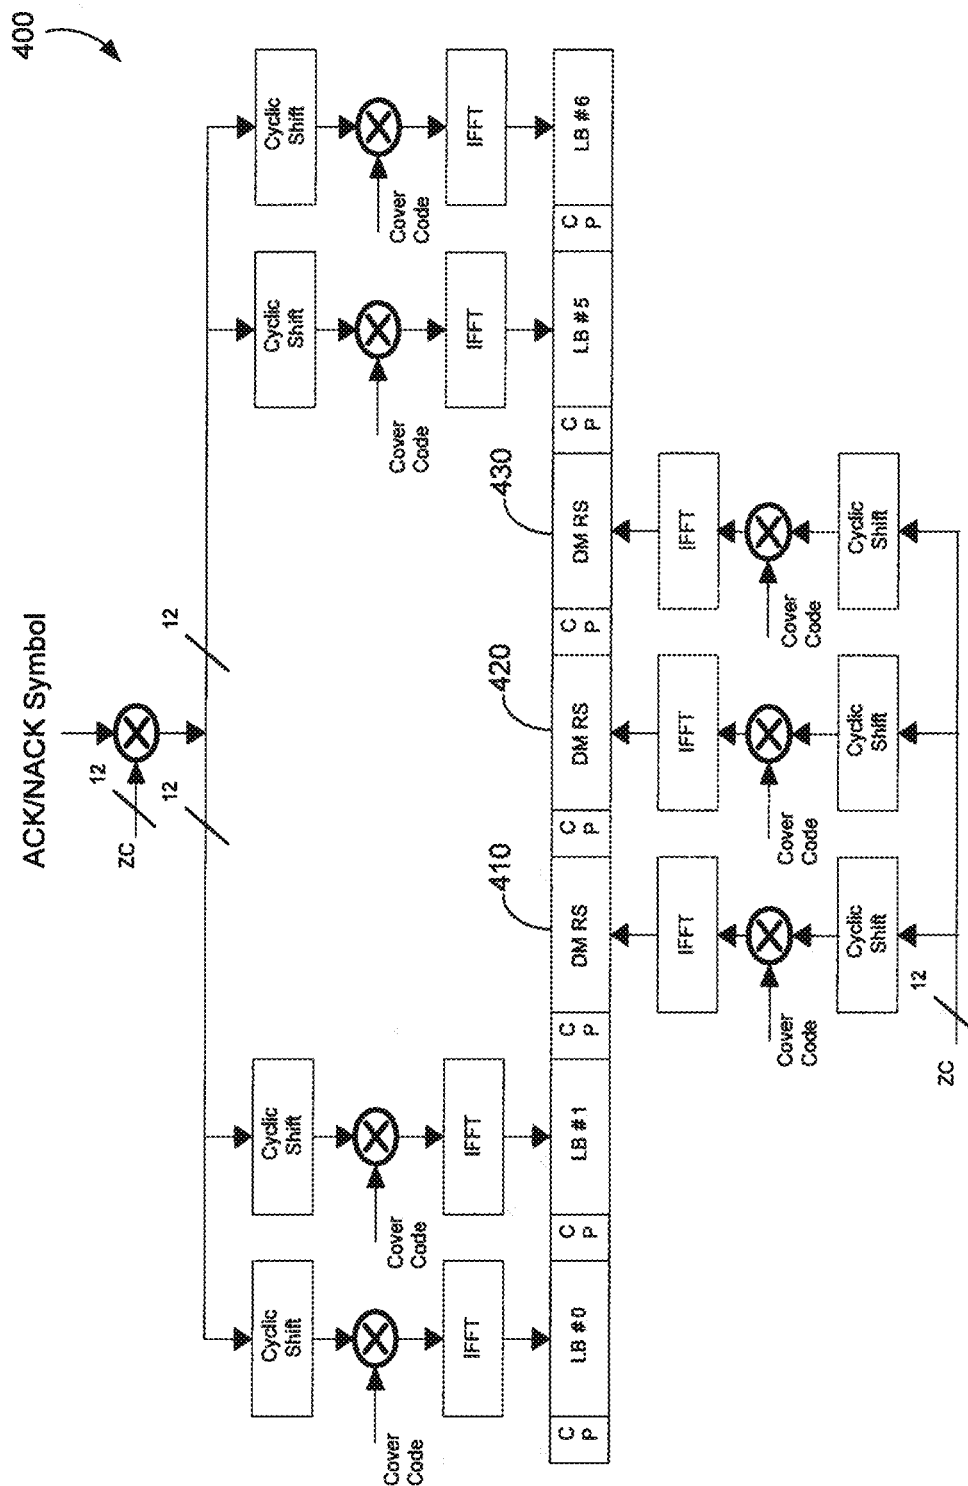 400
ACK/NACK Symbol
12
ZC
12
12
Cyclic
Shift
Cyclic
Shift
Cyclic
Shift
Cyclic
Shift
Cover
Code
Cover
Code
Cover
Code
Cover
Code
IFFT
IFFT
IFFT
IFFT
410
420
430
C
P
LB #0
C
P
LB #1
C
P
DM RS
C
P
DM RS
C
P
DM RS
C
P
LB #5
C
P
LB #6
IFFT
IFFT
IFFT
Cover
Code
Cover
Code
Cover
Code
Cyclic
Shift
Cyclic
Shift
Cyclic
Shift
12
ZC